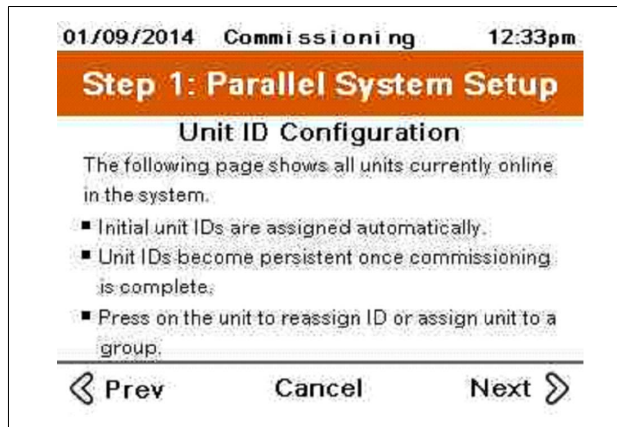 01/09/2014 Commissioning 12:33pm
Step 1: Parallel System Setup
Unit ID Configuration
The following page shows all units currently online
in the system.
■ Initial unit IDs are assigned automatically.
■ Unit IDs become persistent once commissioning
is complete.
■ Press on the unit to reassign ID or assign unit to a
group.
Prev Cancel Next